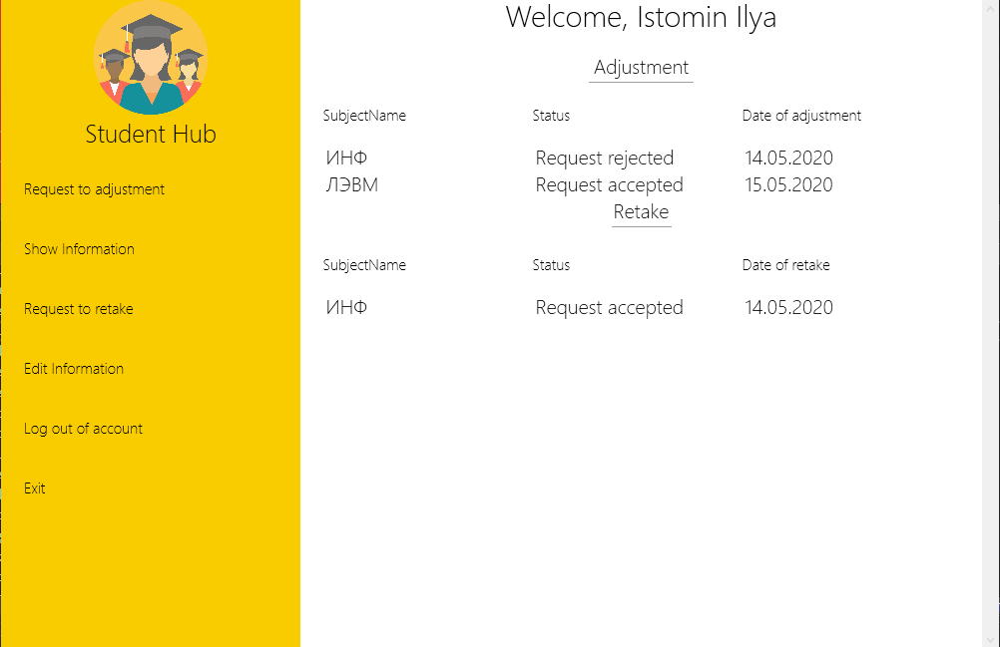 Student Hub
Request to adjustment
Show Information
Request to retake
Edit Information
Log out of account
Exit
Welcome, Istomin Ilya
Adjustment
SubjectName Status Date of adjustment
ИНФ Request rejected 14.05.2020
ЛЭВМ Request accepted 15.05.2020
Retake
SubjectName Status Date of retake
ИНФ Request accepted 14.05.2020